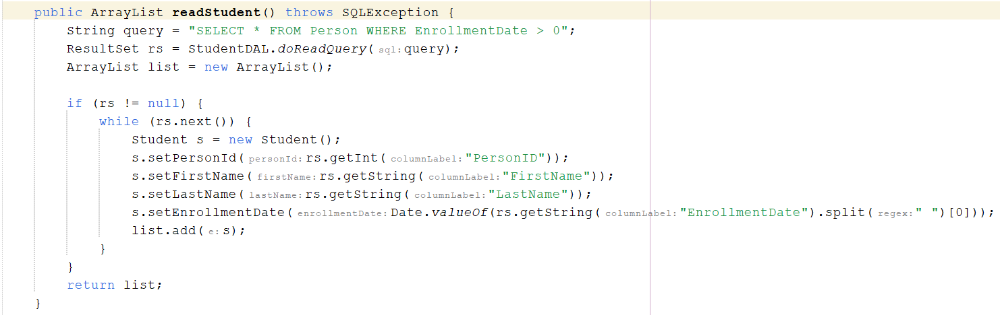 public ArrayList readStudent() throws SQLException {
    String query = "SELECT * FROM Person WHERE EnrollmentDate > 0";
    ResultSet rs = StudentDAL.doReadQuery( sql: query);
    ArrayList list = new ArrayList();

    if (rs != null) {
        while (rs.next()) {
            Student s = new Student();
            s.setPersonId( personId: rs.getInt( columnLabel: "PersonID"));
            s.setFirstName( firstName: rs.getString( columnLabel: "FirstName"));
            s.setLastName( lastName: rs.getString( columnLabel: "LastName"));
            s.setEnrollmentDate( enrollmentDate: Date.valueOf(rs.getString( columnLabel: "EnrollmentDate").split( regex: " ")[0]));
            list.add( e: s);
        }
    }
    return list;
}